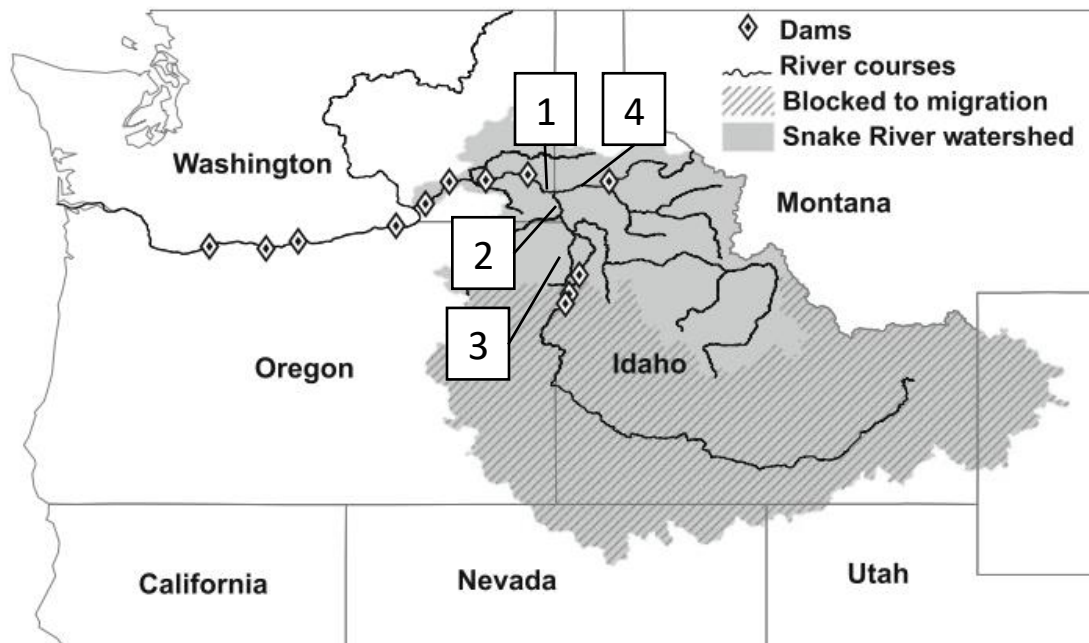 Dams
River courses
Blocked to migration
Snake River watershed
1
4
Washington
Montana
2
3
Oregon
Idaho
California
Nevada
Utah